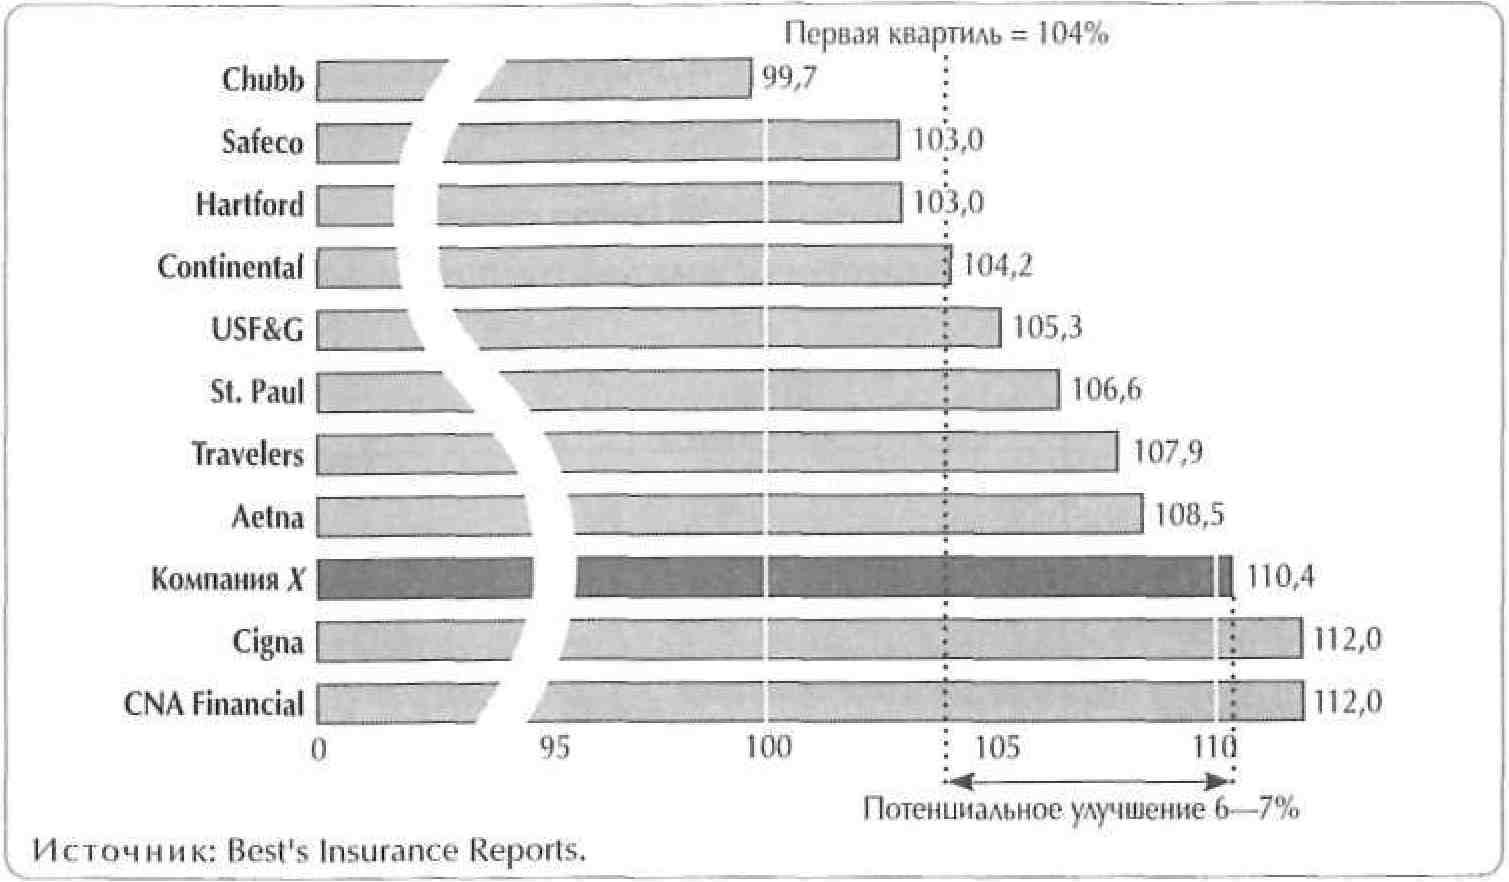 Первая квартиль = 104%
Chubb 99,7
Safeco 103,0
Hartford 103,0
Continental 104,2
USF&G 105,3
St. Paul 106,6
Travelers 107,9
Aetna 108,5
Компания X 110,4
Cigna 112,0
CNA Financial 112,0
0 95 100 105 110
Потенциальное улучшение 6—7%
Источник: Best's Insurance Reports.